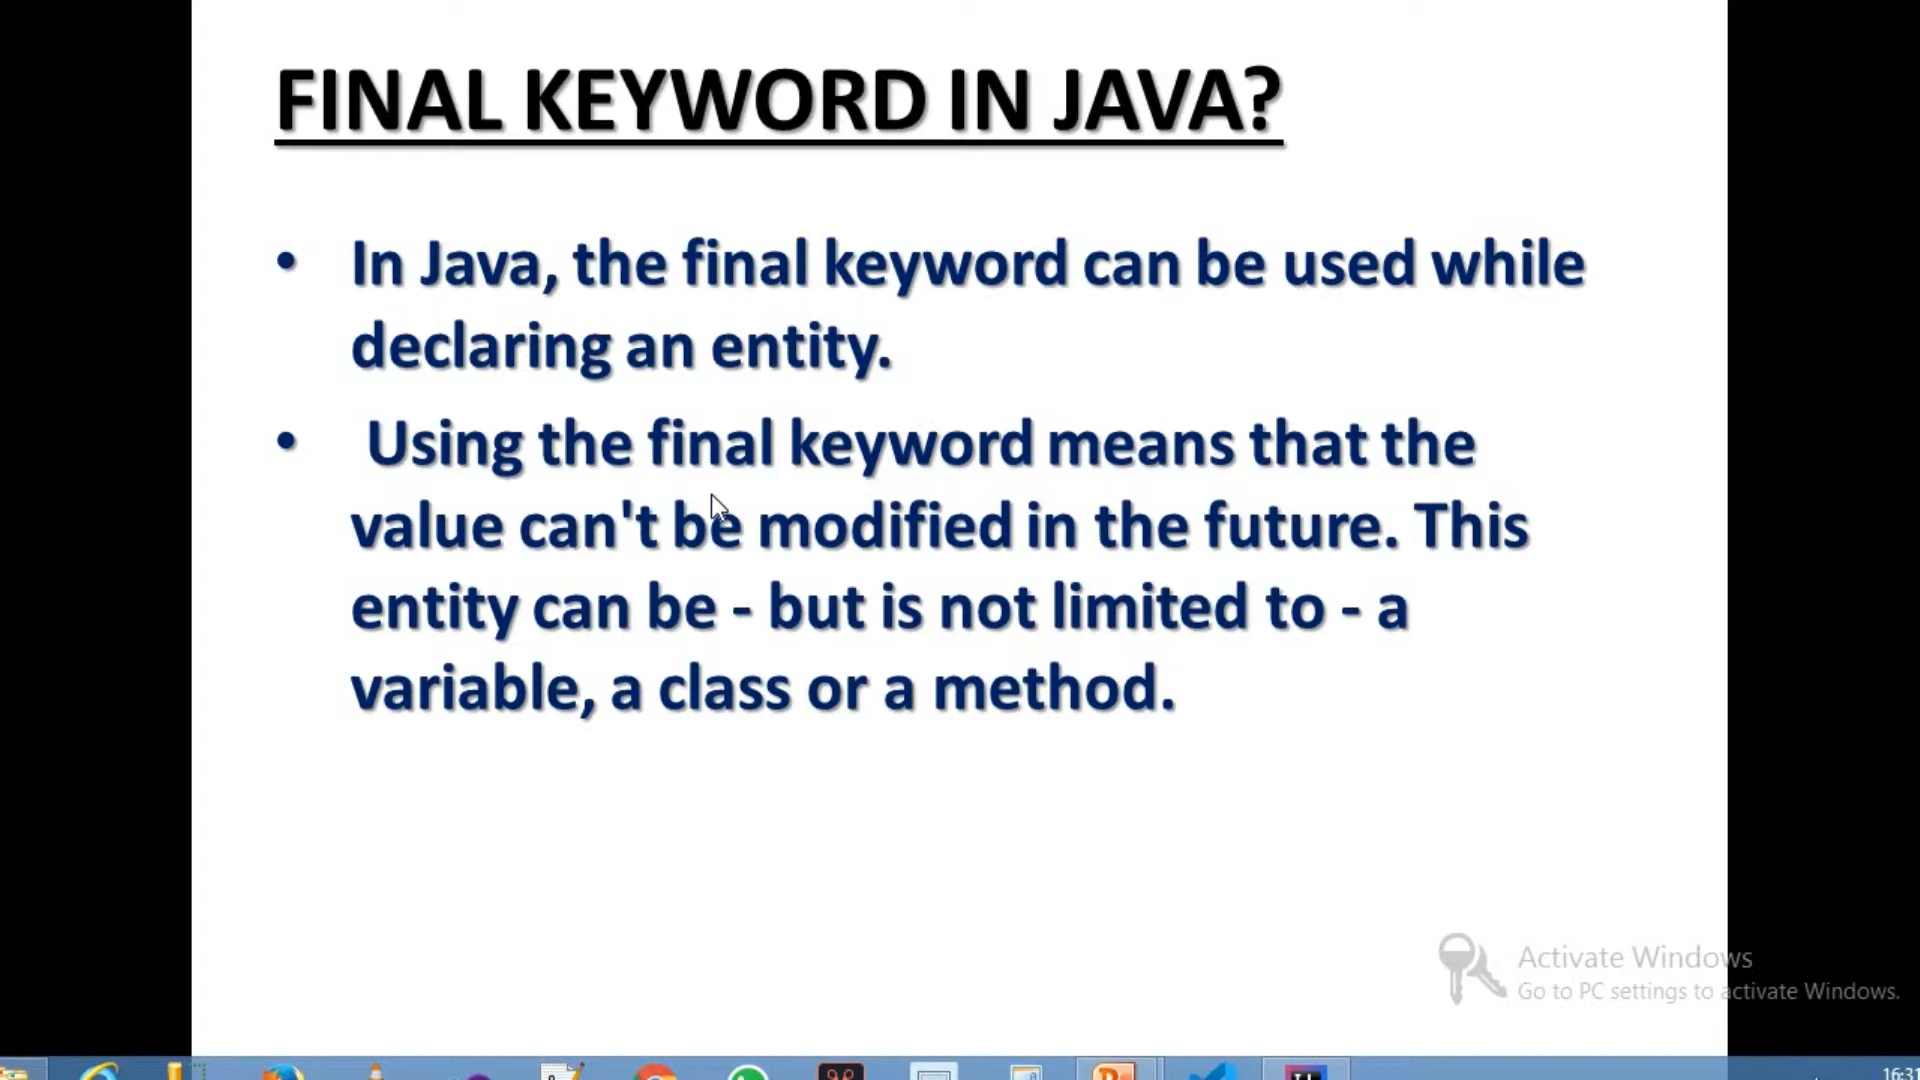 FINAL KEYWORD IN JAVA?
• In Java, the final keyword can be used while
declaring an entity.
• Using the final keyword means that the
value can't be modified in the future. This
entity can be - but is not limited to - a
variable, a class or a method.
Activate Windows
Go to PC settings to activate Windows.
16:31